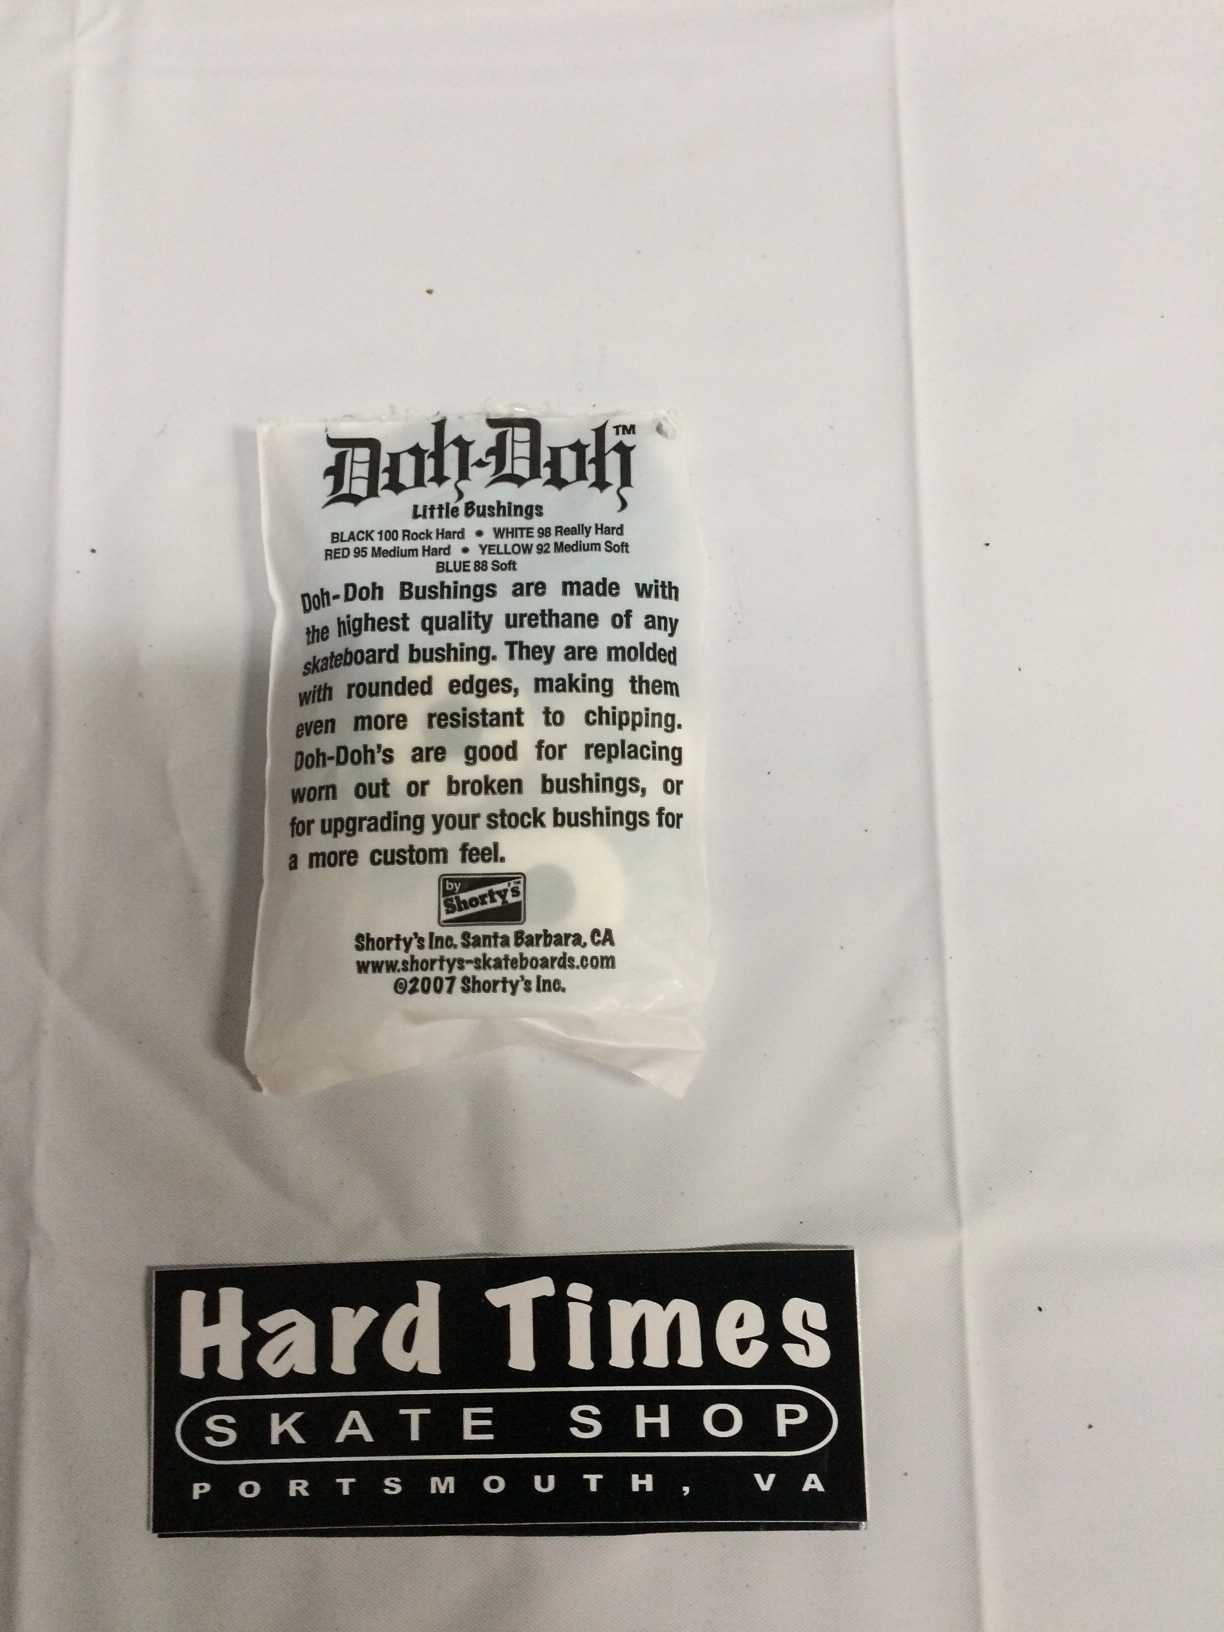 Doh-Doh™
Little Bushings
BLACK 100 Rock Hard • WHITE 98 Really Hard
RED 95 Medium Hard • YELLOW 92 Medium Soft
BLUE 88 Soft
Doh-Doh Bushings are made with
the highest quality urethane of any
skateboard bushing. They are molded
with rounded edges, making them
even more resistant to chipping.
Doh-Doh's are good for replacing
worn out or broken bushings, or
for upgrading your stock bushings for
a more custom feel.
by
Shorty's
Shorty's Inc. Santa Barbara, CA
www.shortys-skateboards.com
©2007 Shorty's Inc.
Hard Times
SKATE SHOP
PORTSMOUTH, VA